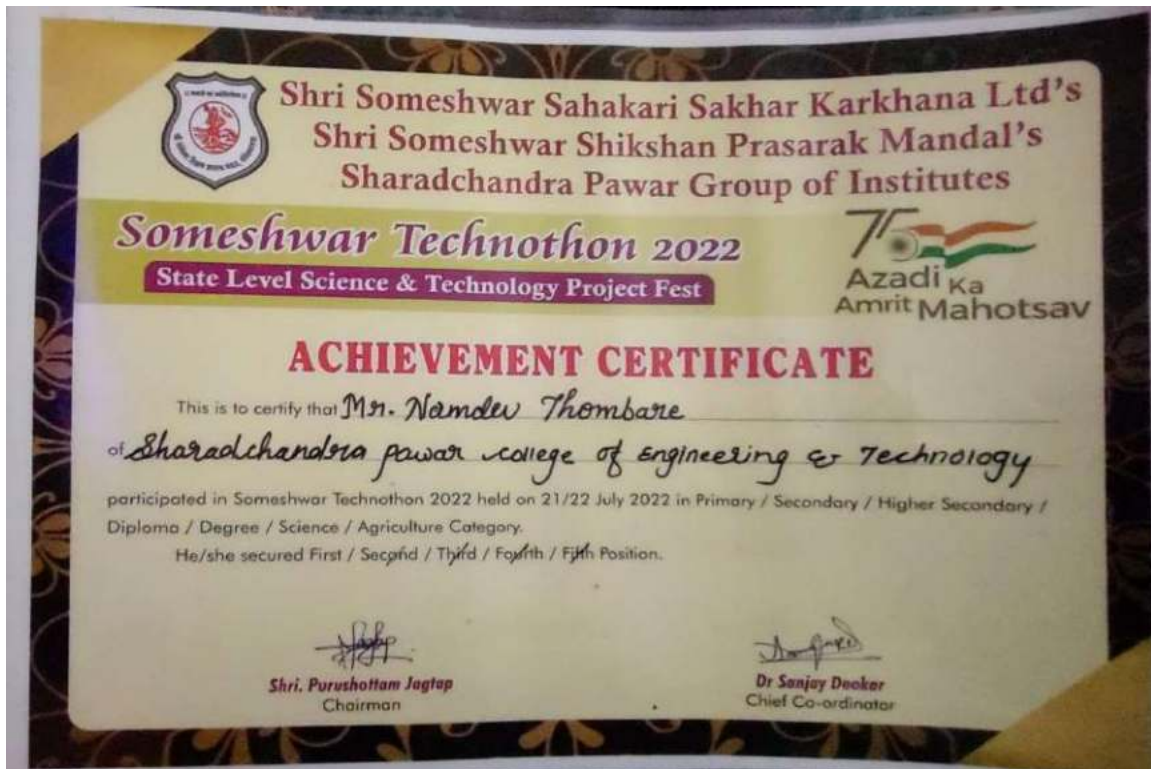 Shri Someshwar Sahakari Sakhar Karkhana Ltd's
Shri Someshwar Shikshan Prasarak Mandal's
Sharadchandra Pawar Group of Institutes
Someshwar Technothon 2022
State Level Science & Technology Project Fest
75
Azadi Ka
Amrit Mahotsav
ACHIEVEMENT CERTIFICATE
This is to certify that Mr. Namdev Thombare
of Sharadchandra pawar college of Engineering & Technology
participated in Someshwar Technothon 2022 held on 21/22 July 2022 in Primary / Secondary / Higher Secondary /
Diploma / Degree / Science / Agriculture Category.
He/she secured First / Second / Third / Fourth / Fifth Position.
Shri. Purushottam Jagtap
Chairman
Dr Sanjay Deokar
Chief Co-ordinator